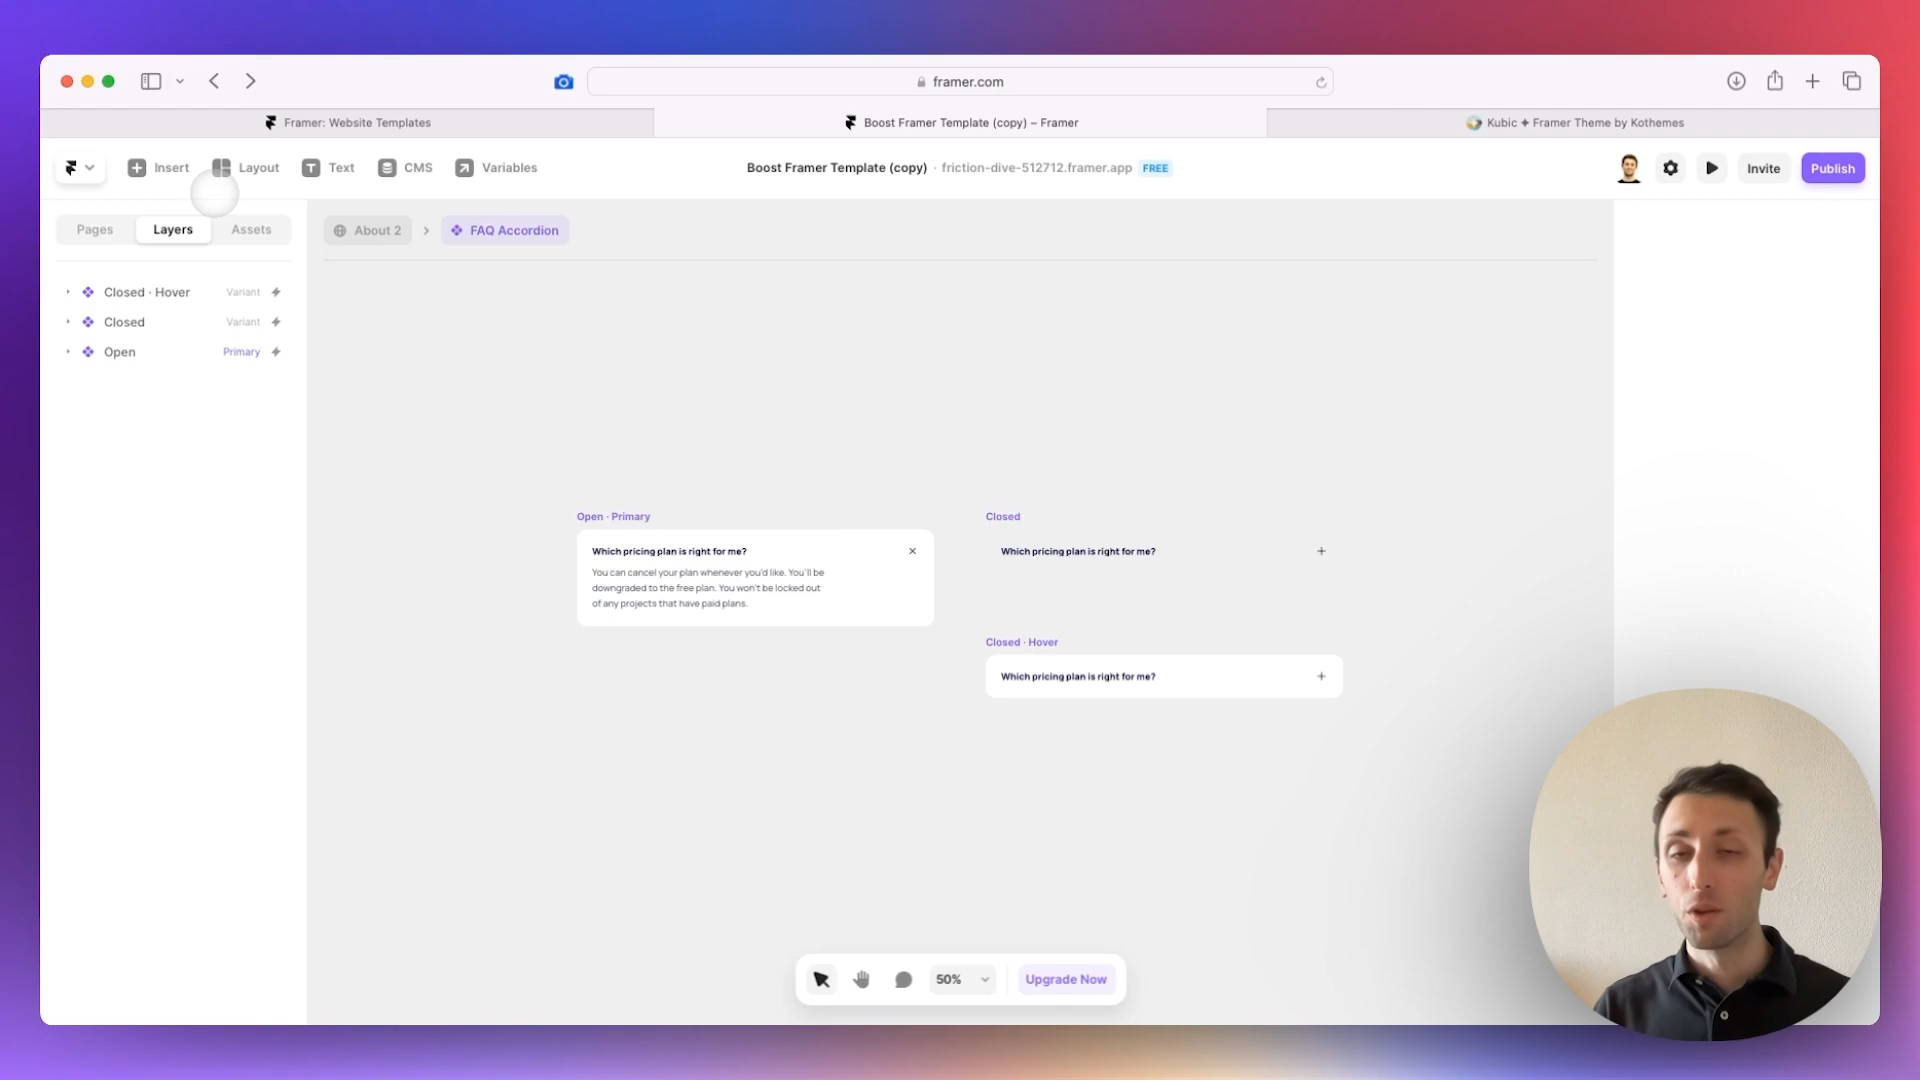 framer.com
Framer: Website Templates
Boost Framer Template (copy) – Framer
Kubic ✦ Framer Theme by Kothemes
Insert
Layout
Text
CMS
Variables
Boost Framer Template (copy) · friction-dive-512712.framer.app FREE
Invite
Publish
Pages
Layers
Assets
About 2
FAQ Accordion
Closed · Hover Variant
Closed Variant
Open Primary
Open · Primary
Which pricing plan is right for me?
You can cancel your plan whenever you'd like. You'll be
downgraded to the free plan. You won't be locked out
of any projects that have paid plans.
Closed
Which pricing plan is right for me?
Closed · Hover
Which pricing plan is right for me?
50%
Upgrade Now